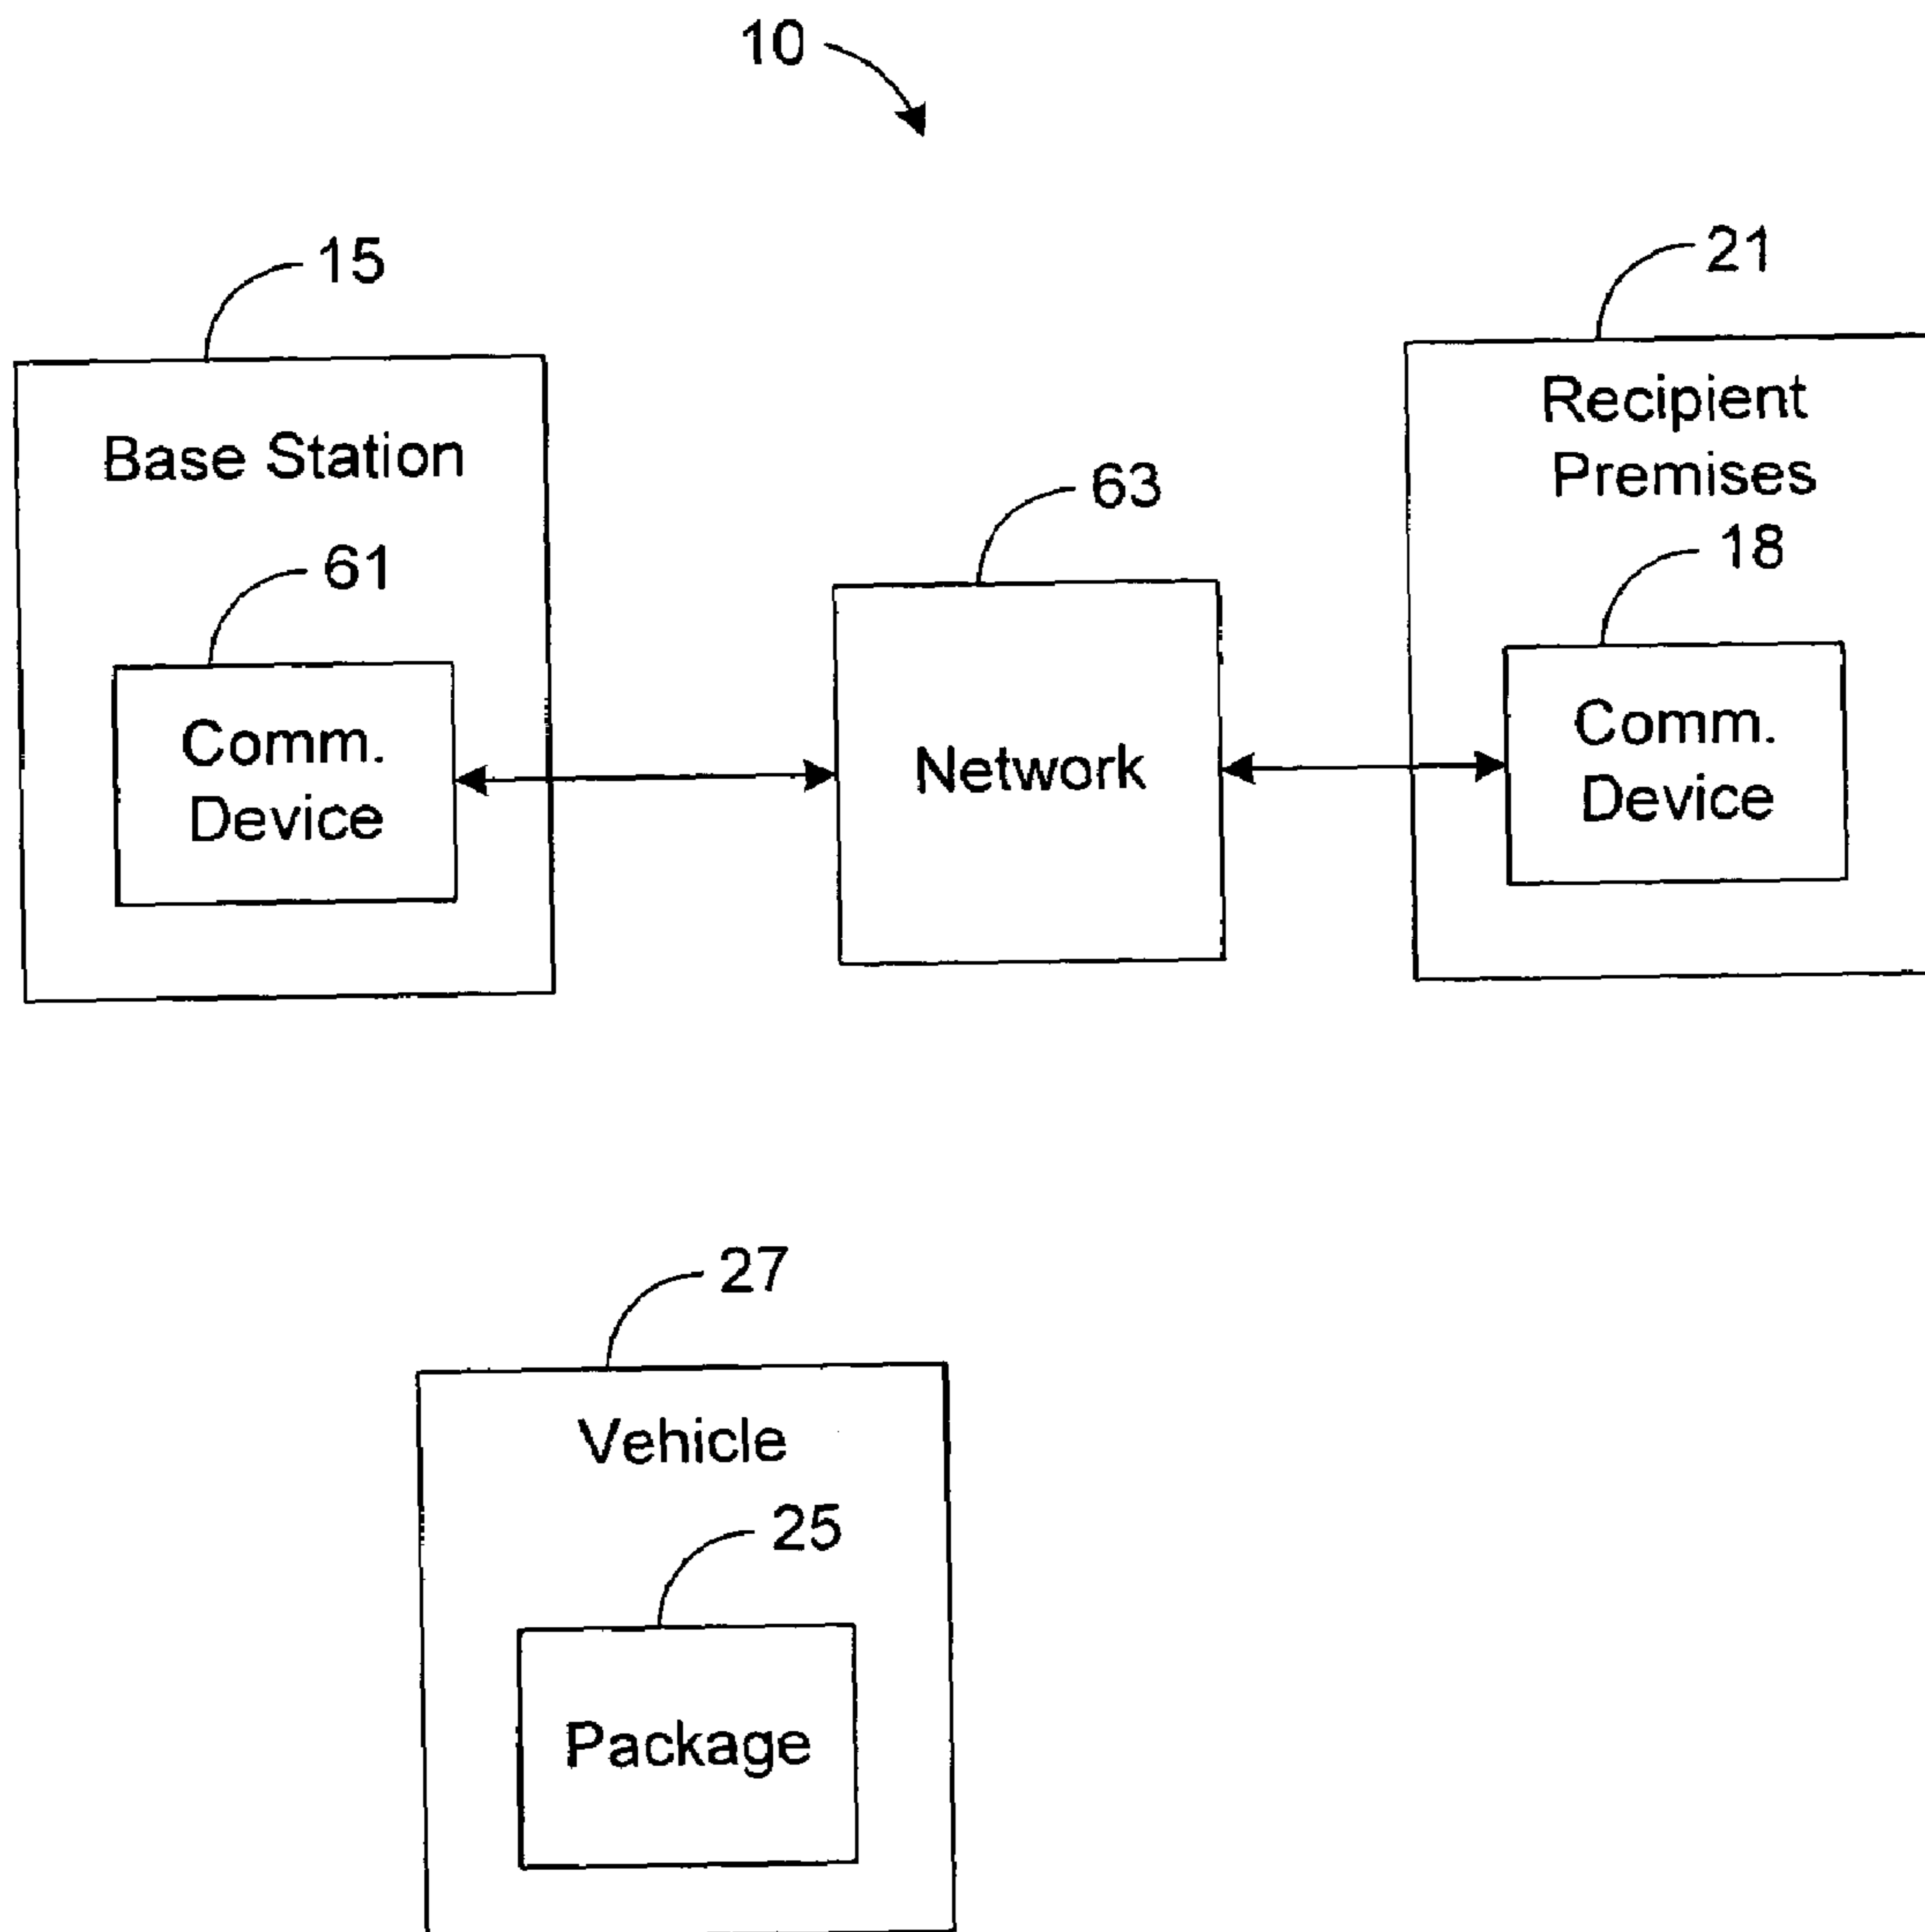 10
15
21
Base Station
Recipient
Premises
63
61
18
Comm.
Device
Network
Comm.
Device
27
Vehicle
25
Package